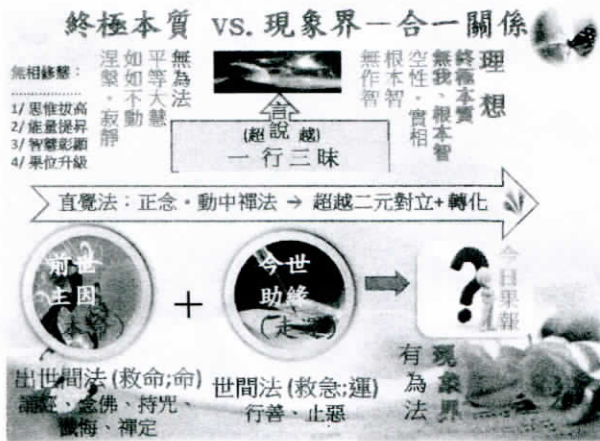 終極本質 VS. 現象界－合一關係
無相修慧：
1/ 思惟拔高
2/ 能量提昇
3/ 智慧彰顯
4/ 果位升級
無為法
平等大慧
如如不動
涅槃。寂靜
理想
終極本質
無我、根本智
空性。實相
根本智
無作智
言說
(超越)
一行三昧
直覺法：正念。動中禪法 → 超越二元對立+ 轉化
前世
主因
+
今世
助緣
(走運)
?
今日果報
出世間法 (救命;命)
誦經、念佛、持咒、
懺悔、禪定
世間法 (救急;運)
行善、止惡
現象界
有為法